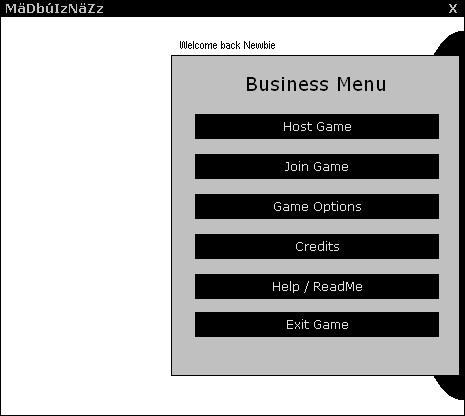 MäDbúIzNäZz X
Welcome back Newbie
Business Menu
Host Game
Join Game
Game Options
Credits
Help / ReadMe
Exit Game